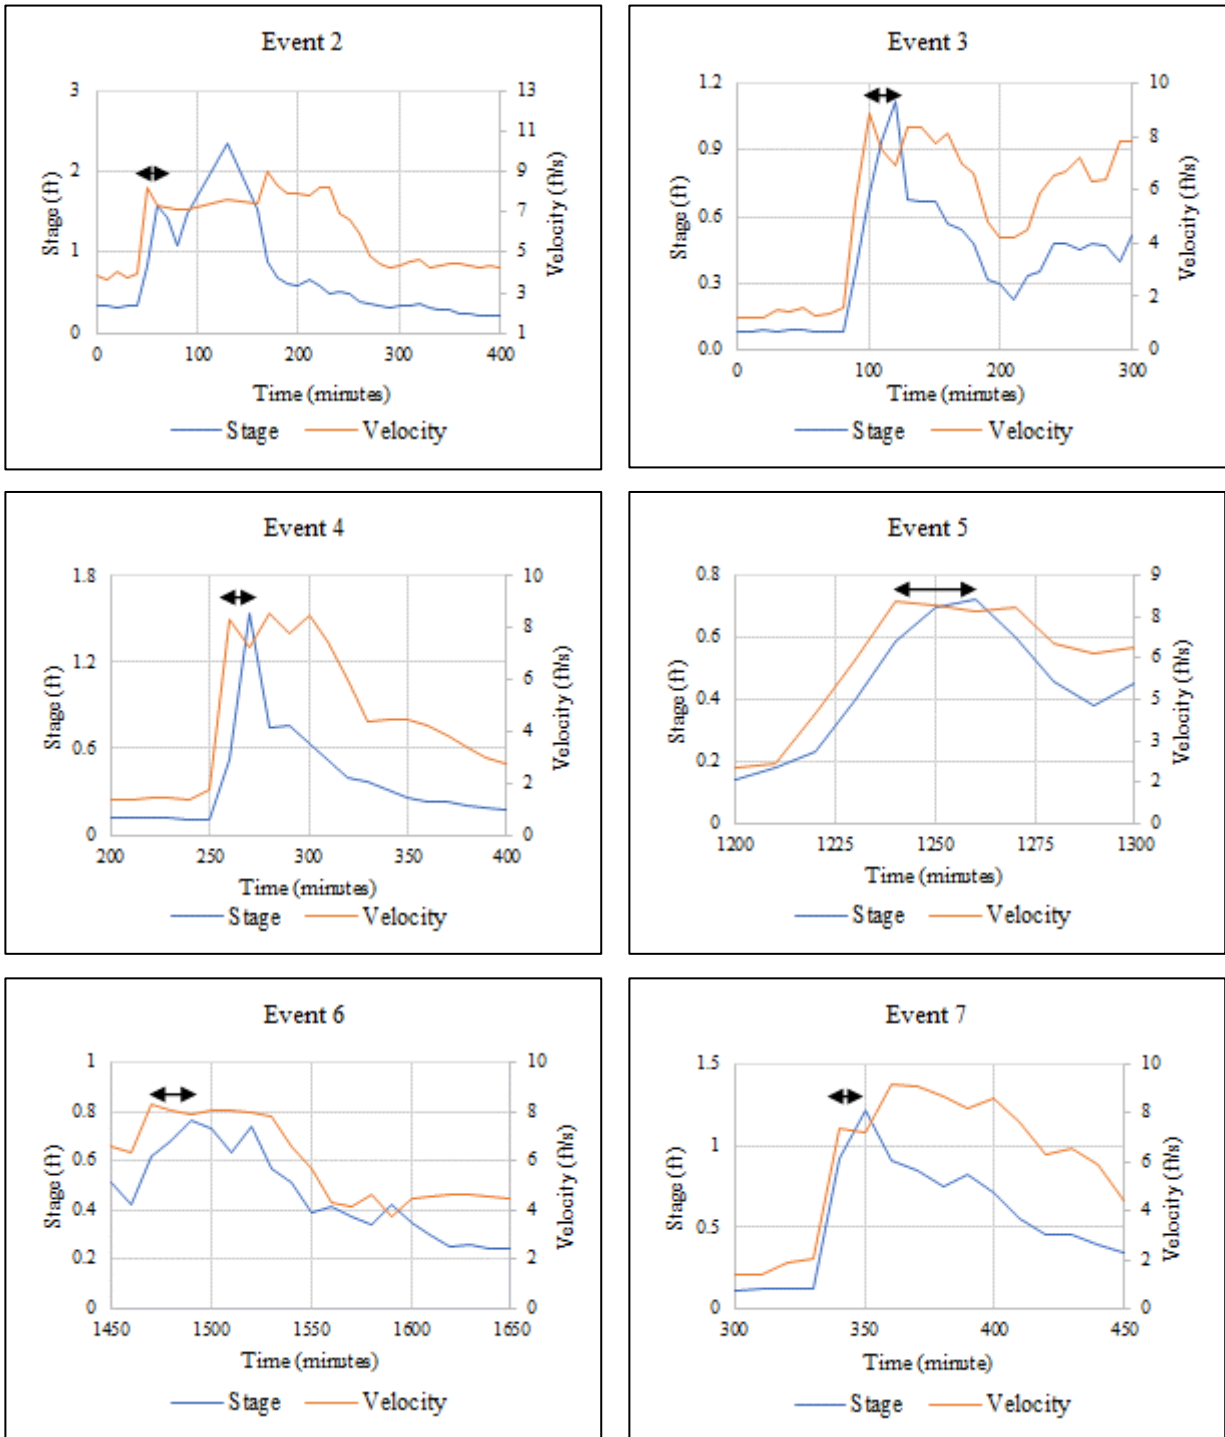 Event 2
3 13
11
2 9
7
1 5
3
0 1
0 100 200 300 400
Stage (ft)
Velocity (ft/s)
Time (minutes)
Stage Velocity
Event 3
1.2 10
0.9 8
0.6 6
4
0.3 2
0.0 0
0 100 200 300
Stage (ft)
Velocity (ft/s)
Time (minutes)
Stage Velocity
Event 4
1.8 10
8
1.2 6
4
0.6 2
0 0
200 250 300 350 400
Stage (ft)
Velocity (ft/s)
Time (minutes)
Stage Velocity
Event 5
0.8 9
8
0.6 6
0.4 5
3
0.2 2
0 0
1200 1225 1250 1275 1300
Stage (ft)
Velocity (ft/s)
Time (minutes)
Stage Velocity
Event 6
1 10
0.8 8
0.6 6
0.4 4
0.2 2
0 0
1450 1500 1550 1600 1650
Stage (ft)
Velocity (ft/s)
Time (minutes)
Stage Velocity
Event 7
1.5 10
8
1 6
4
0.5 2
0 0
300 350 400 450
Stage (ft)
Velocity (ft/s)
Time (minute)
Stage Velocity